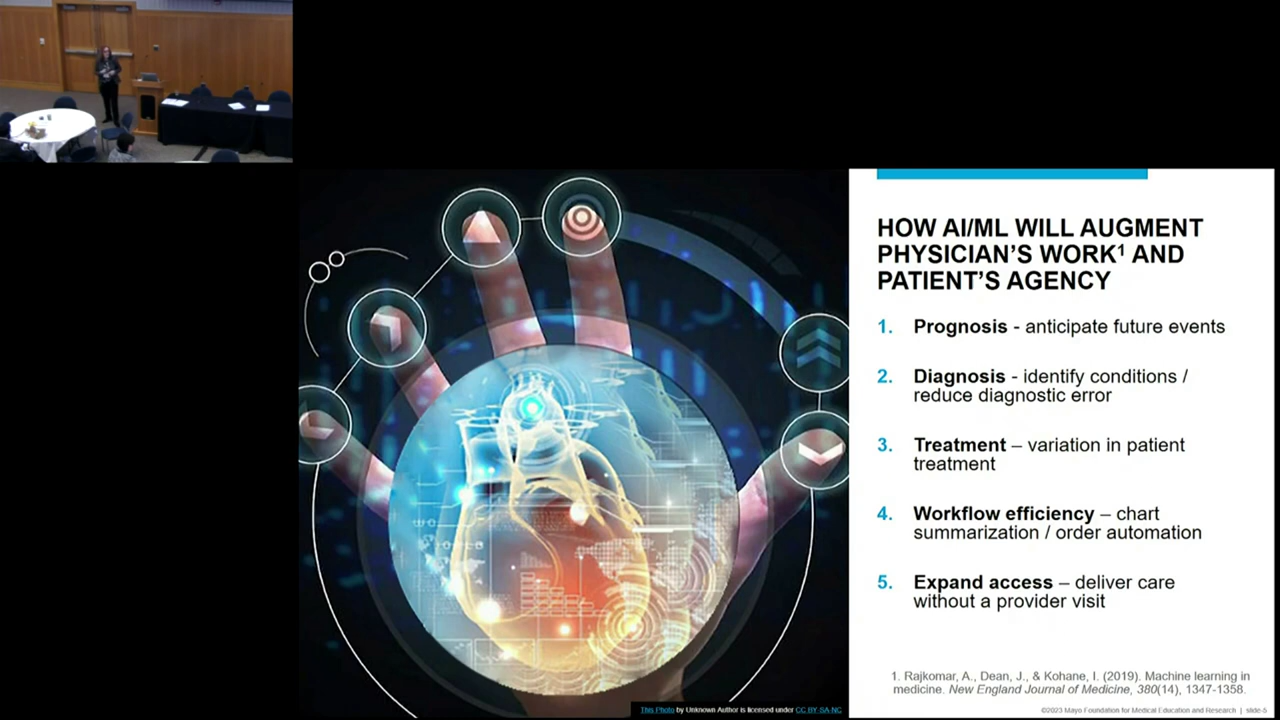 HOW AI/ML WILL AUGMENT
PHYSICIAN'S WORK¹ AND
PATIENT'S AGENCY
1. Prognosis - anticipate future events
2. Diagnosis - identify conditions /
reduce diagnostic error
3. Treatment – variation in patient
treatment
4. Workflow efficiency – chart
summarization / order automation
5. Expand access – deliver care
without a provider visit
1. Rajkomar, A., Dean, J., & Kohane, I. (2019). Machine learning in
medicine. New England Journal of Medicine, 380(14), 1347-1358.
This Photo by Unknown Author is licensed under CC BY-SA-NC
©2023 Mayo Foundation for Medical Education and Research | slide-5